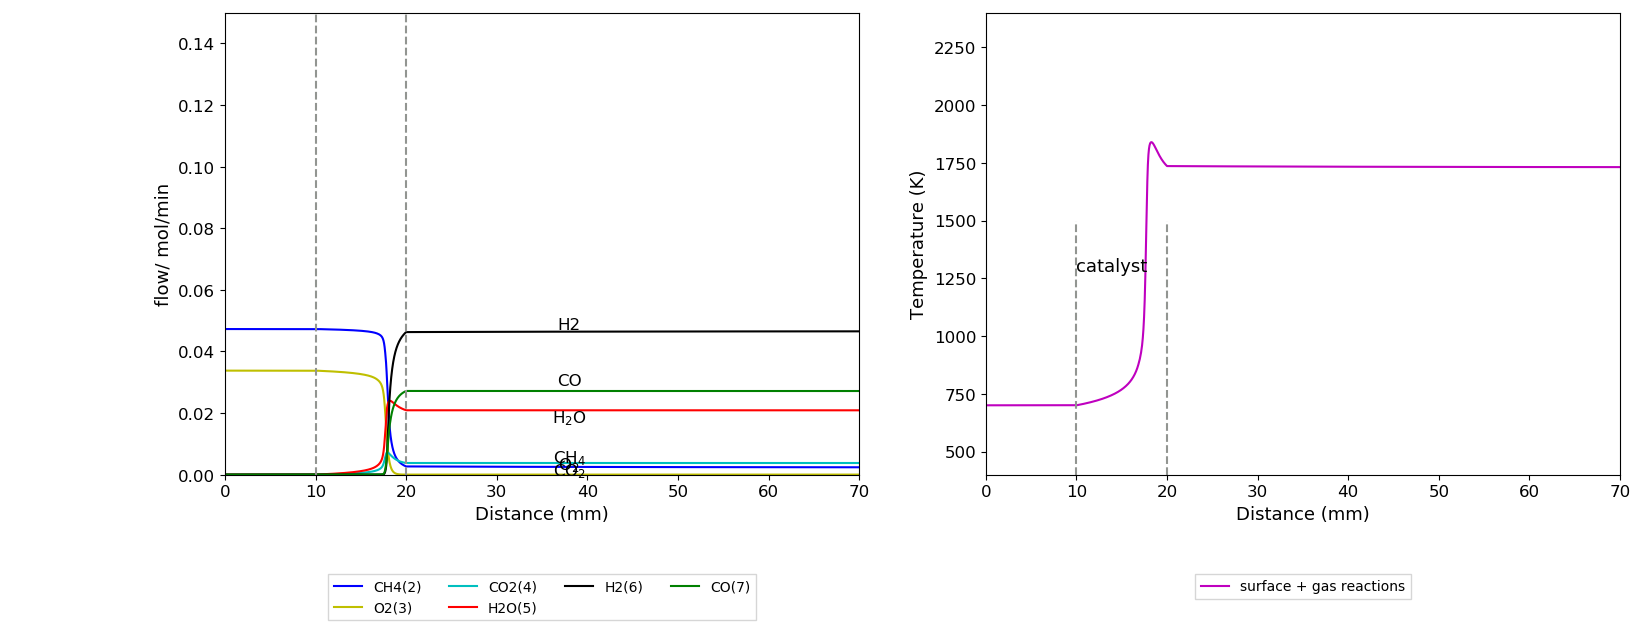 0.14
0.12
0.10
0.08
0.06
0.04
0.02
0.00
flow/ mol/min
H2
CO
H₂O
CH₄
O₂
CO₂
0 10 20 30 40 50 60 70
Distance (mm)
CH4(2) CO2(4) H2(6) CO(7)
O2(3) H2O(5)
2250
2000
1750
1500
1250
1000
750
500
Temperature (K)
catalyst
0 10 20 30 40 50 60 70
Distance (mm)
surface + gas reactions